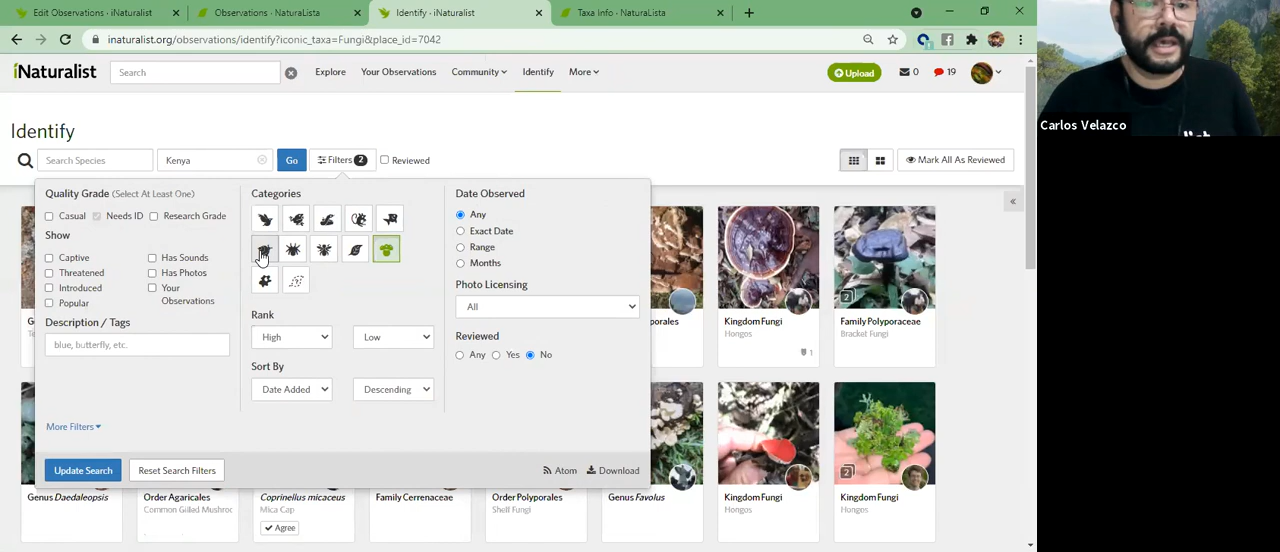 Edit Observations · iNaturalist
Observations · NaturaLista
Identify · iNaturalist
Taxa Info · NaturaLista
inaturalist.org/observations/identify?iconic_taxa=Fungi&place_id=7042
iNaturalist
Search
Explore
Your Observations
Community
Identify
More
Upload
0
19
Carlos Velazco
Identify
Search Species
Kenya
Go
Filters 2
Reviewed
Mark All As Reviewed
Quality Grade (Select At Least One)
Casual
Needs ID
Research Grade
Show
Captive
Has Sounds
Threatened
Has Photos
Introduced
Your Observations
Popular
Description / Tags
blue, butterfly, etc.
More Filters
Categories
Rank
High
Low
Sort By
Date Added
Descending
Date Observed
Any
Exact Date
Range
Months
Photo Licensing
All
Reviewed
Any
Yes
No
Update Search
Reset Search Filters
Atom
Download
Kingdom Fungi
Hongos
1
2
Family Polyporaceae
Bracket Fungi
Genus Daedaleopsis
Order Agaricales
Common Gilled Mushroo
Coprinellus micaceus
Mica Cap
Agree
Family Cerrenaceae
Order Polyporales
Shelf Fungi
Genus Favolus
Kingdom Fungi
Hongos
2
Kingdom Fungi
Hongos